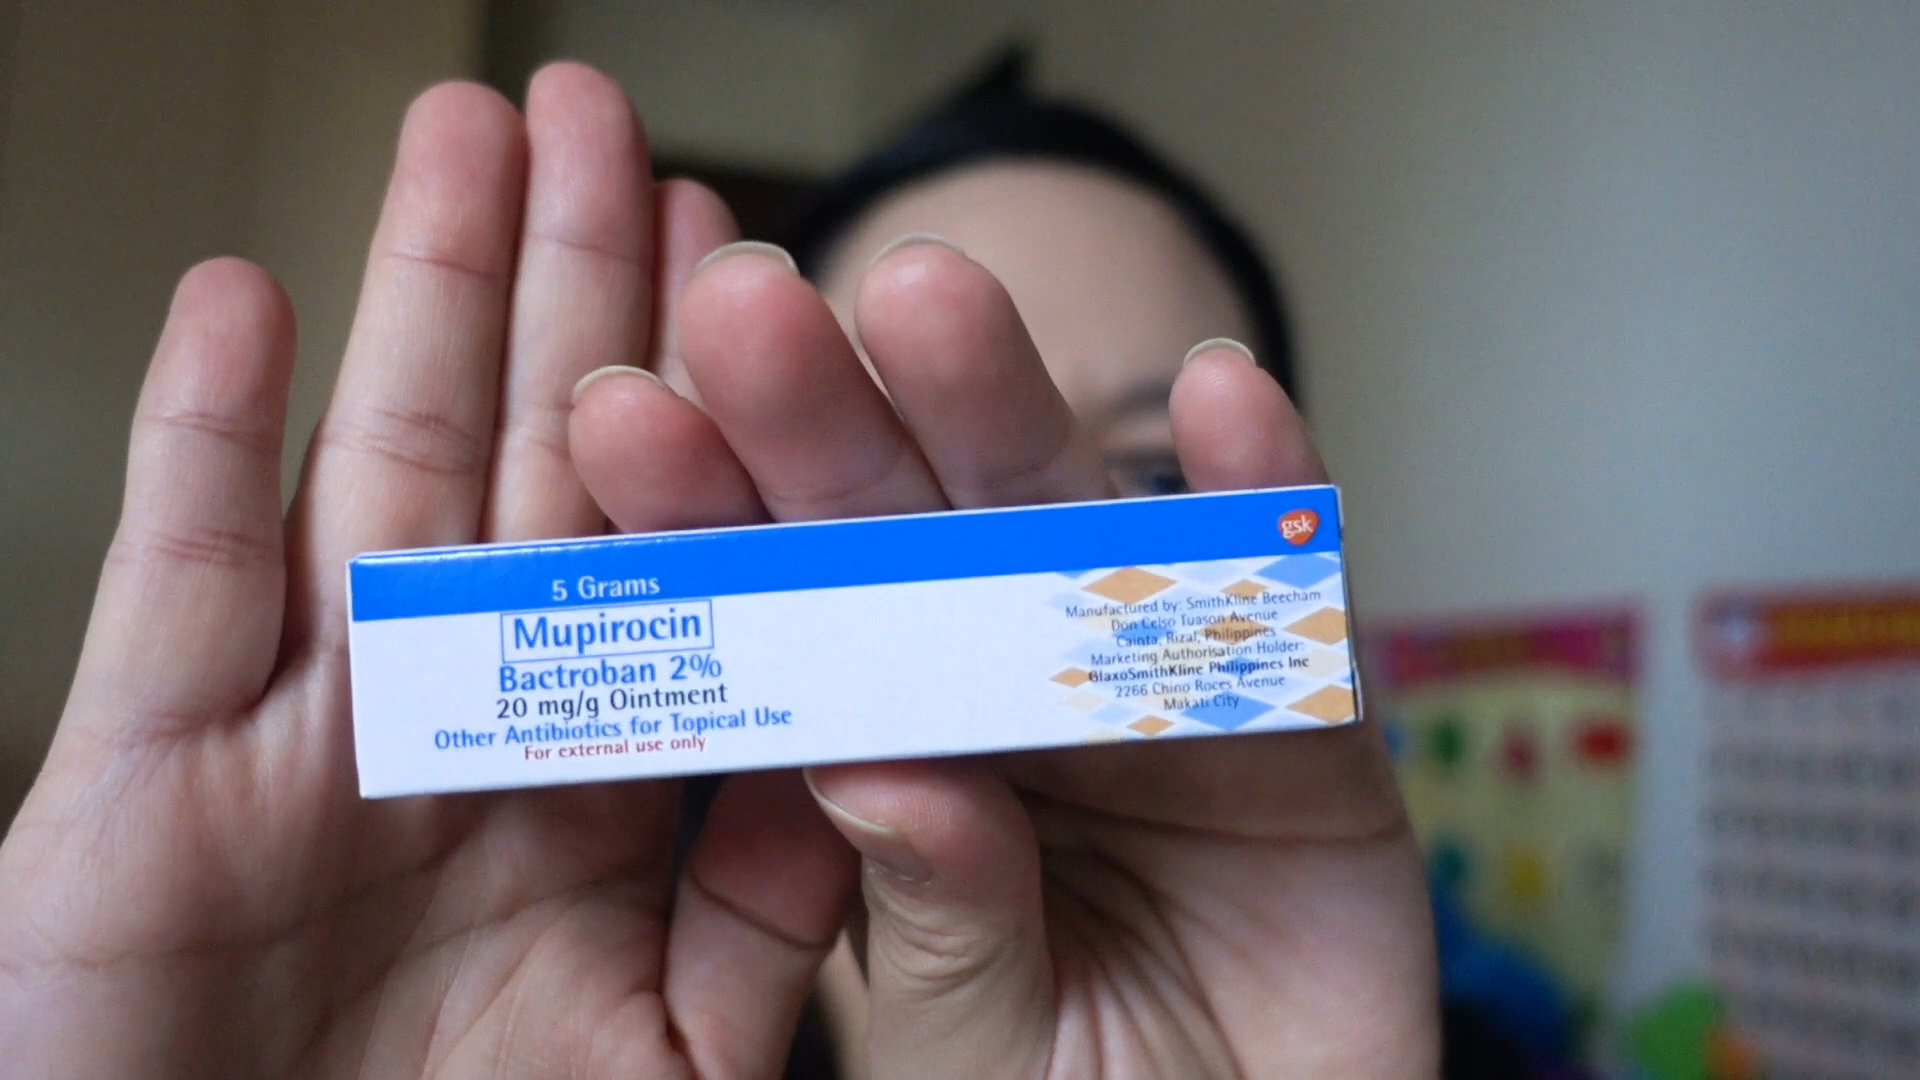 gsk
5 Grams
Mupirocin
Bactroban 2%
20 mg/g Ointment
Other Antibiotics for Topical Use
For external use only
Manufactured by: SmithKline Beecham
Don Celso Tuason Avenue
Cainta, Rizal, Philippines
Marketing Authorisation Holder:
GlaxoSmithKline Philippines Inc
2266 Chino Roces Avenue
Makati City